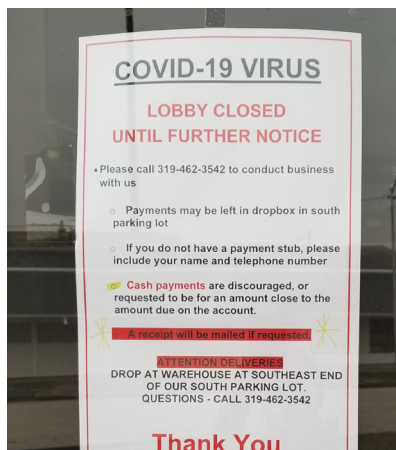 COVID-19 VIRUS
LOBBY CLOSED
UNTIL FURTHER NOTICE
• Please call 319-462-3542 to conduct business
with us
○ Payments may be left in dropbox in south
parking lot
○ If you do not have a payment stub, please
include your name and telephone number
○ Cash payments are discouraged, or
requested to be for an amount close to the
amount due on the account.
○ A receipt will be mailed if requested
ATTENTION DELIVERIES
DROP AT WAREHOUSE AT SOUTHEAST END
OF OUR SOUTH PARKING LOT.
QUESTIONS - CALL 319-462-3542
Thank You